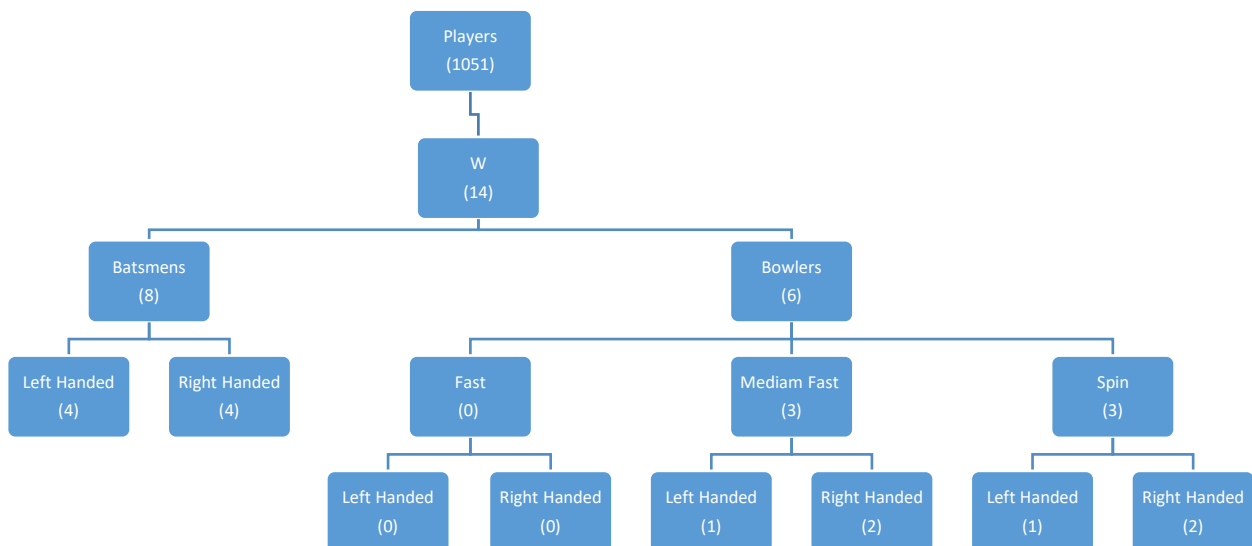 Players
(1051)
W
(14)
Batsmens
(8)
Bowlers
(6)
Left Handed
(4)
Right Handed
(4)
Fast
(0)
Mediam Fast
(3)
Spin
(3)
Left Handed
(0)
Right Handed
(0)
Left Handed
(1)
Right Handed
(2)
Left Handed
(1)
Right Handed
(2)